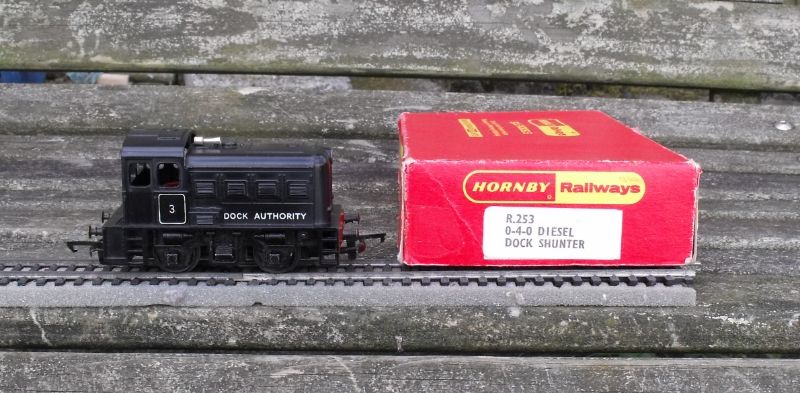 3
DOCK AUTHORITY
HORNBY Railways
R.253
0-4-0 DIESEL
DOCK SHUNTER